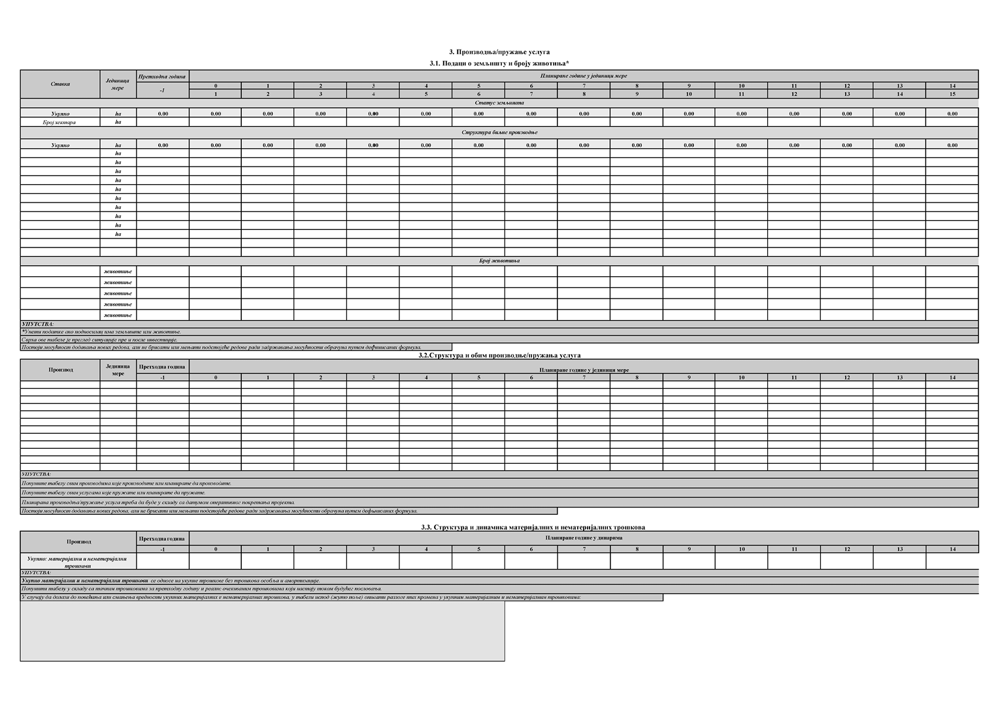 3. Производња/пружање услуга
3.1. Подаци о земљишту и броју животиња*
Ставка Јединица мере Претходна година Планиране године у јединици мере
-1 0 1 2 3 4 5 6 7 8 9 10 11 12 13 14
1 2 3 4 5 6 7 8 9 10 11 12 13 14 15
Статус земљишта
Укупно ha 0.00 0.00 0.00 0.00 0.00 0.00 0.00 0.00 0.00 0.00 0.00 0.00 0.00 0.00 0.00 0.00
Број хектара ha
Структура биљне производње
Укупно ha 0.00 0.00 0.00 0.00 0.00 0.00 0.00 0.00 0.00 0.00 0.00 0.00 0.00 0.00 0.00 0.00
ha
ha
ha
ha
ha
ha
ha
ha
ha
ha
Број животиња
животиње
животиње
животиње
животиње
животиње
УПУТСТВА:
*Унети податке ако подносилац има земљиште или животиње.
Сврха ове табеле је преглед ситуације пре и после инвестиције.
Постоји могућност додавања нових редова, али не брисати или мењати подстојеће редове ради задржавања могућности обрачуна путем дефинисаних формула.
3.2.Структура и обим производње/пружања услуга
Производ Јединица мере Претходна година Планиране године у јединици мере
-1 0 1 2 3 4 5 6 7 8 9 10 11 12 13 14
УПУТСТВА:
Попуните табелу свим производима које производите или планирате да производите.
Попуните табелу свим услугама које пружате или планирате да пружате.
Планирана производња/пружање услуга треба да буде у складу са датумом оперативног покретања пројекта.
Постоји могућност додавања нових редова, али не брисати или мењати подстојеће редове ради задржавања могућности обрачуна путем дефинисаних формула.
3.3. Структура и динамика материјалних и нематеријалних трошкова
Производ Претходна година Планиране године у динарима
-1 0 1 2 3 4 5 6 7 8 9 10 11 12 13 14
Укупно: материјални и нематеријални
трошкови
УПУТСТВА:
Укупно материјални и нематеријални трошкови се односе на укупне трошкове без трошкова особља и амортизације.
Попунити табелу у складу са тачним трошковима за претходну годину и реално очекиваним трошковима који настају током будућег пословања.
У случају да долази до повећања или смањења вредности укупних материјалних и нематеријалних трошкова, у табели испод (жуто поље) описати разлоге тих промена у укупним материјалним и нематеријалним трошковима: